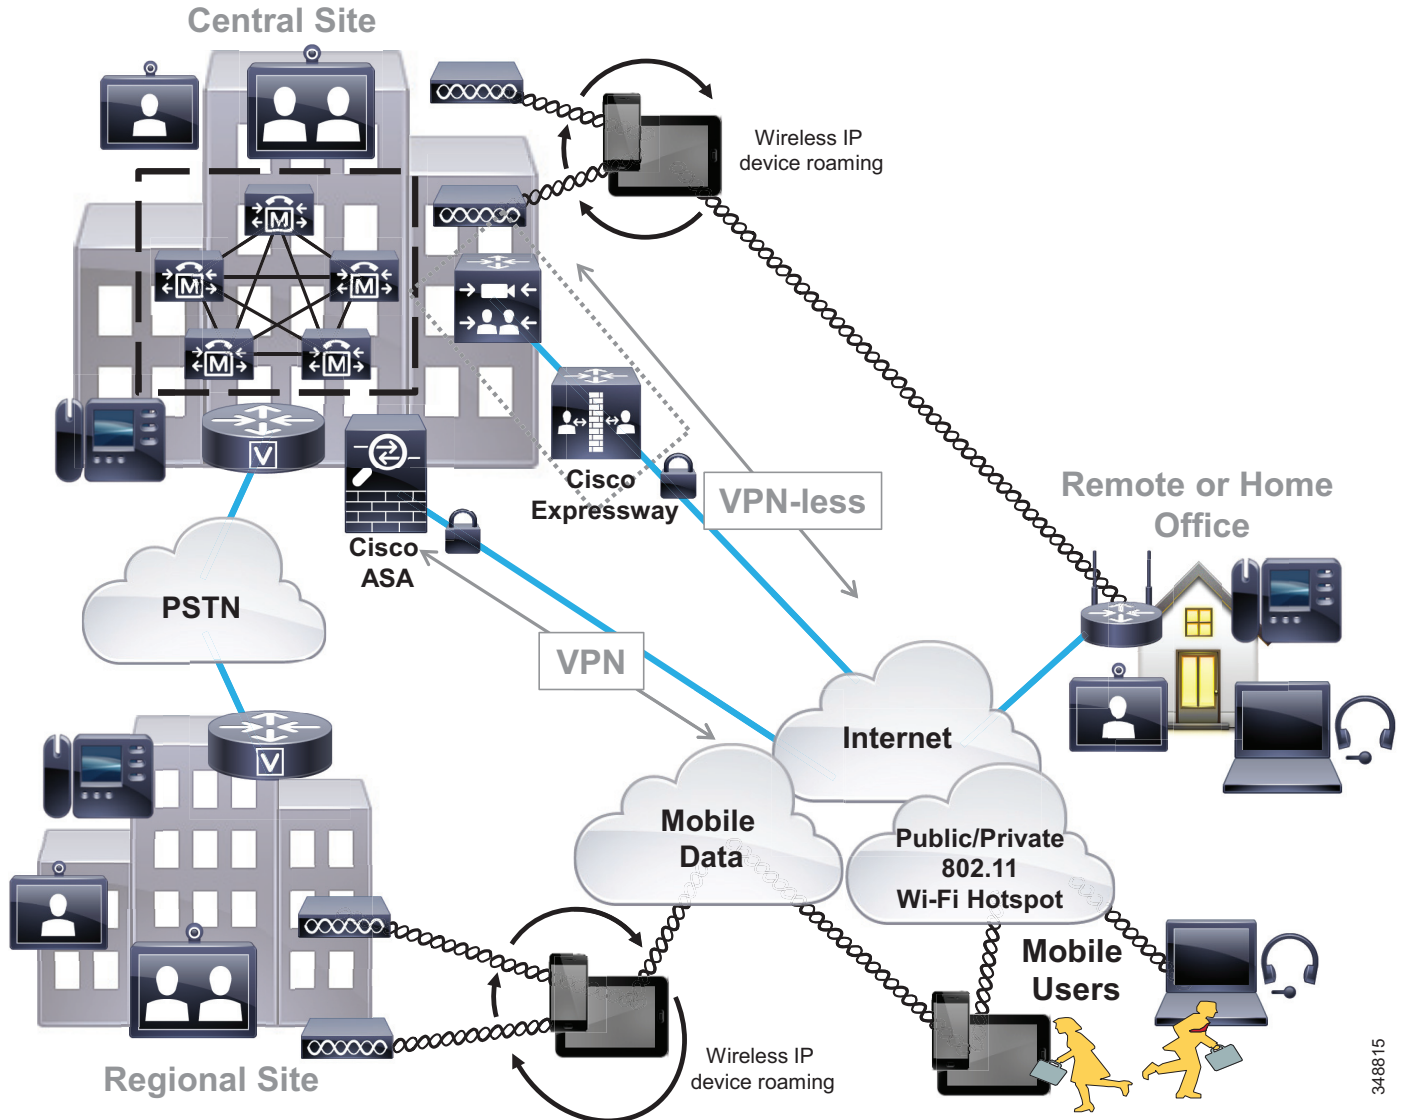 Central Site
Wireless IP
device roaming
M
M
M
M
M
V
Cisco
Expressway
VPN-less
Remote or Home
Office
Cisco
ASA
PSTN
VPN
V
Internet
Mobile
Data
Public/Private
802.11
Wi-Fi Hotspot
Mobile
Users
Wireless IP
device roaming
Regional Site
348815